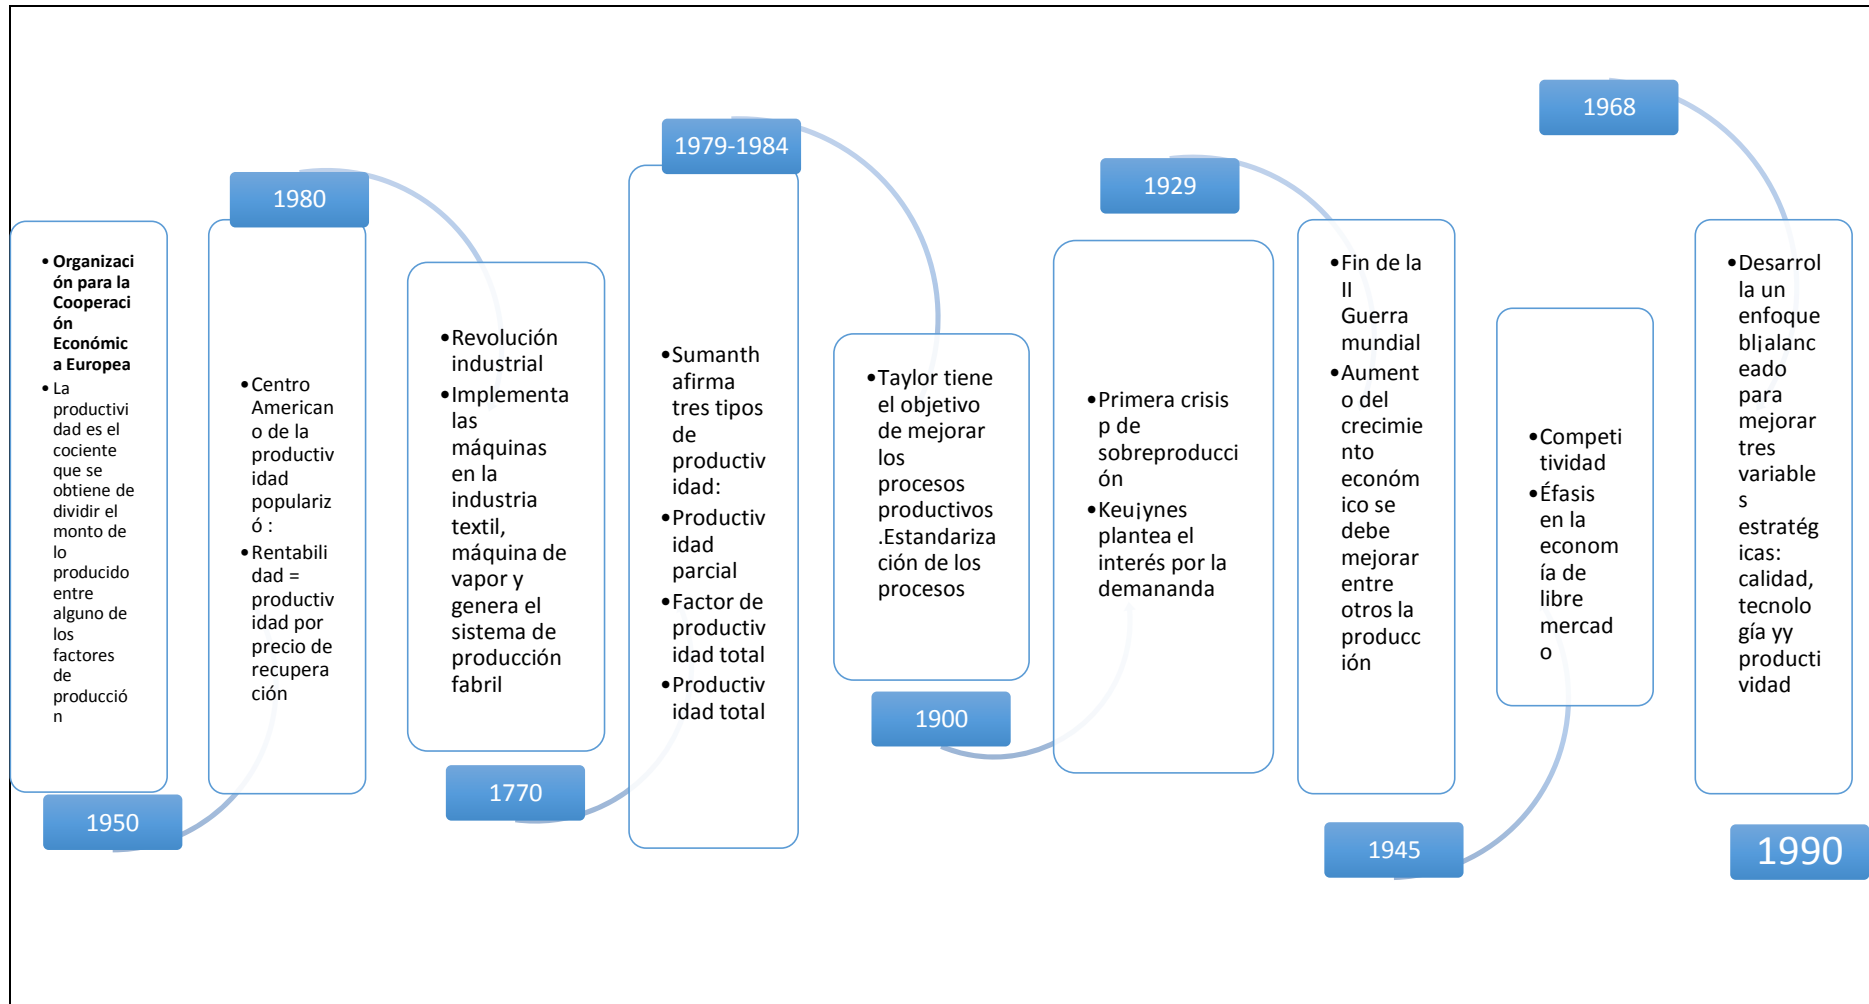 • Organizaci
ón para la
Cooperaci
ón
Económic
a Europea
• La
productivi
dad es el
cociente
que se
obtiene de
dividir el
monto de
lo
producido
entre
alguno de
los
factores
de
producció
n
1950
1980
•Centro
American
o de la
productiv
idad
populariz
ó :
•Rentabili
dad =
productiv
idad por
precio de
recupera
ción
•Revolución
industrial
•Implementa
las
máquinas
en la
industria
textil,
máquina de
vapor y
genera el
sistema de
producción
fabril
1770
1979-1984
•Sumanth
afirma
tres tipos
de
productiv
idad:
•Productiv
idad
parcial
•Factor de
productiv
idad total
•Productiv
idad total
•Taylor tiene
el objetivo
de mejorar
los
procesos
productivos
.Estandariza
ción de los
procesos
1900
1929
•Primera crisis
p de
sobreproducci
ón
•Keu¡ynes
plantea el
interés por la
demananda
•Fin de la
II
Guerra
mundial
•Aument
o del
crecimie
nto
económ
ico se
debe
mejorar
entre
otros la
producc
ión
1945
1968
•Competi
tividad
•Éfasis
en la
econom
ía de
libre
mercad
o
•Desarrol
la un
enfoque
bl¡alanc
eado
para
mejorar
tres
variable
s
estratég
icas:
calidad,
tecnolo
gía yy
producti
vidad
1990